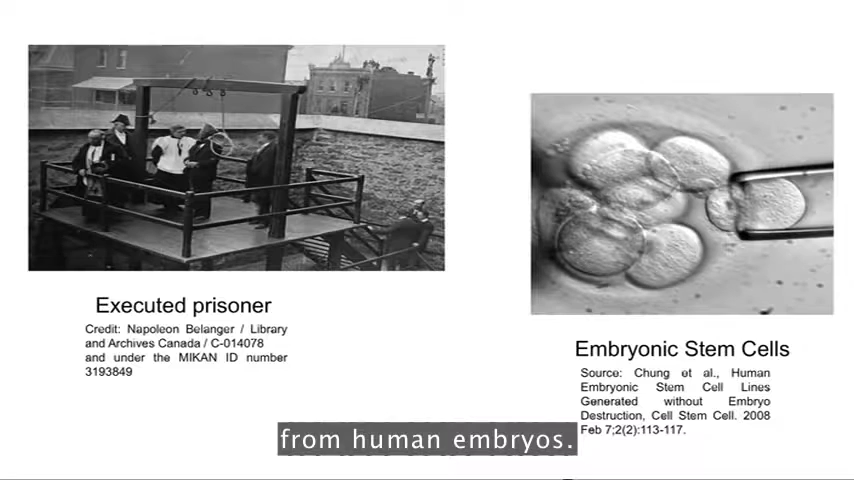 Executed prisoner
Credit: Napoleon Belanger / Library
and Archives Canada / C-014078
and under the MIKAN ID number
3193849
Embryonic Stem Cells
Source: Chung et al., Human
Embryonic Stem Cell Lines
Generated without Embryo
Destruction, Cell Stem Cell. 2008
Feb 7;2(2):113-117.
from human embryos.